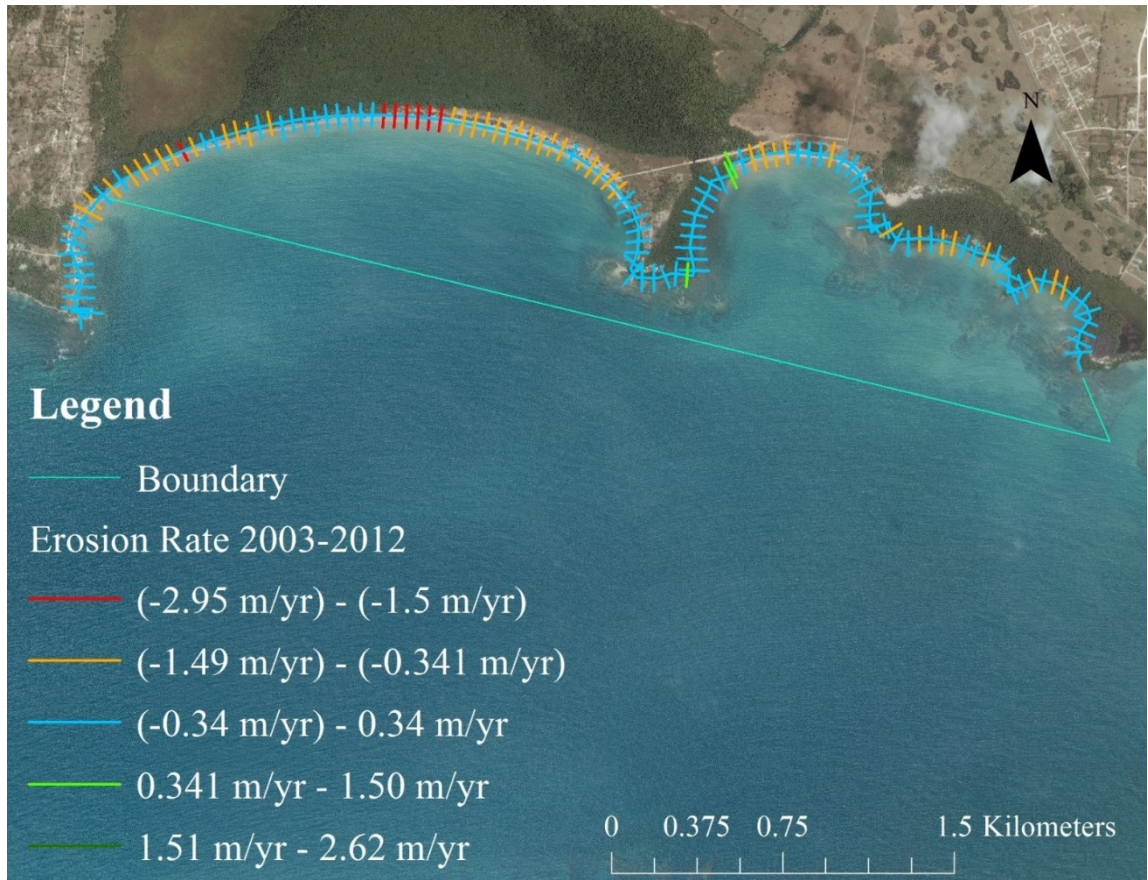 N
Legend
Boundary
Erosion Rate 2003-2012
(-2.95 m/yr) - (-1.5 m/yr)
(-1.49 m/yr) - (-0.341 m/yr)
(-0.34 m/yr) - 0.34 m/yr
0.341 m/yr - 1.50 m/yr
1.51 m/yr - 2.62 m/yr
0 0.375 0.75 1.5 Kilometers